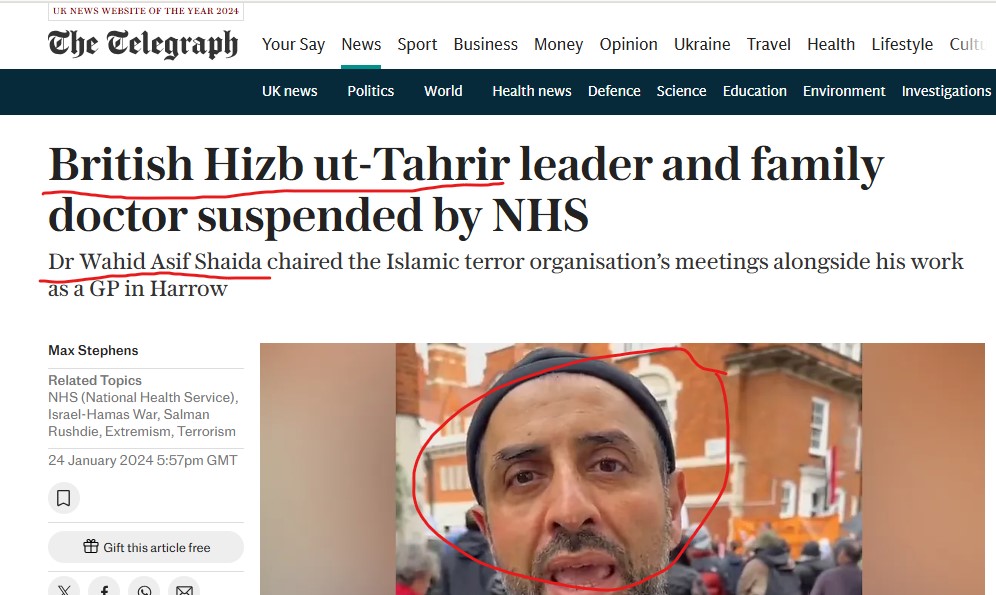 UK NEWS WEBSITE OF THE YEAR 2024
The Telegraph
Your Say News Sport Business Money Opinion Ukraine Travel Health Lifestyle Cult
UK news Politics World Health news Defence Science Education Environment Investigations
British Hizb ut-Tahrir leader and family
doctor suspended by NHS
Dr Wahid Asif Shaida chaired the Islamic terror organisation's meetings alongside his work
as a GP in Harrow
Max Stephens
Related Topics
NHS (National Health Service),
Israel-Hamas War, Salman
Rushdie, Extremism, Terrorism
24 January 2024 5:57pm GMT
Gift this article free